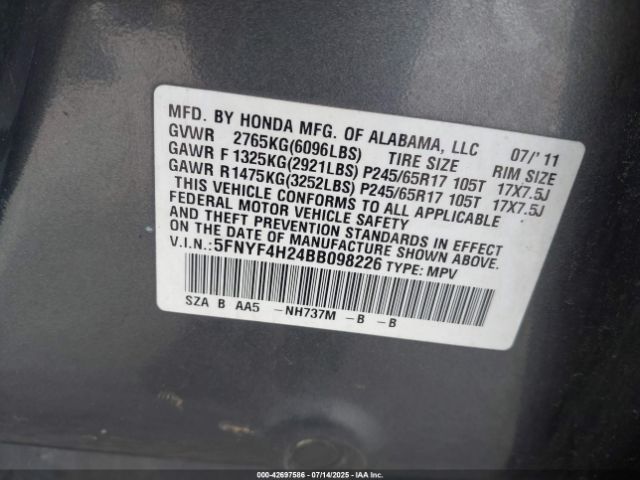 MFD. BY HONDA MFG. OF ALABAMA, LLC 07/'11
GVWR 2765KG(6096LBS) TIRE SIZE RIM SIZE
GAWR F 1325KG(2921LBS) P245/65R17 105T 17X7.5J
GAWR R1475KG(3252LBS) P245/65R17 105T 17X7.5J
THIS VEHICLE CONFORMS TO ALL APPLICABLE
FEDERAL MOTOR VEHICLE SAFETY
AND THEFT PREVENTION STANDARDS IN EFFECT
ON THE DATE OF MANUFACTURE SHOWN ABOVE.
V.I.N.:5FNYF4H24BB098226 TYPE: MPV
SZA B AA5 -NH737M -B -B
000-42697586 - 07/14/2025 - IAA Inc.